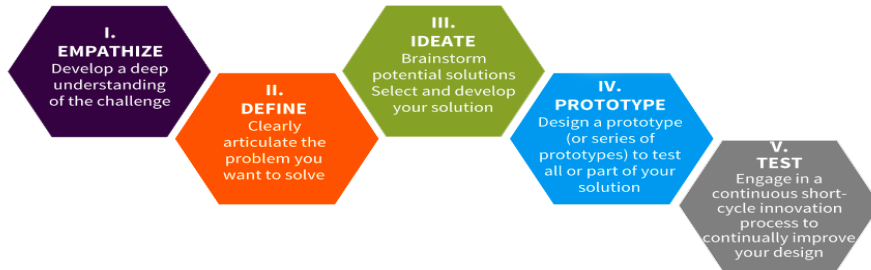 I.
EMPATHIZE
Develop a deep
understanding
of the challenge
II.
DEFINE
Clearly
articulate the
problem you
want to solve
III.
IDEATE
Brainstorm
potential solutions
Select and develop
your solution
IV.
PROTOTYPE
Design a prototype
(or series of
prototypes) to test
all or part of your
solution
V.
TEST
Engage in a
continuous short-
cycle innovation
process to
continually improve
your design